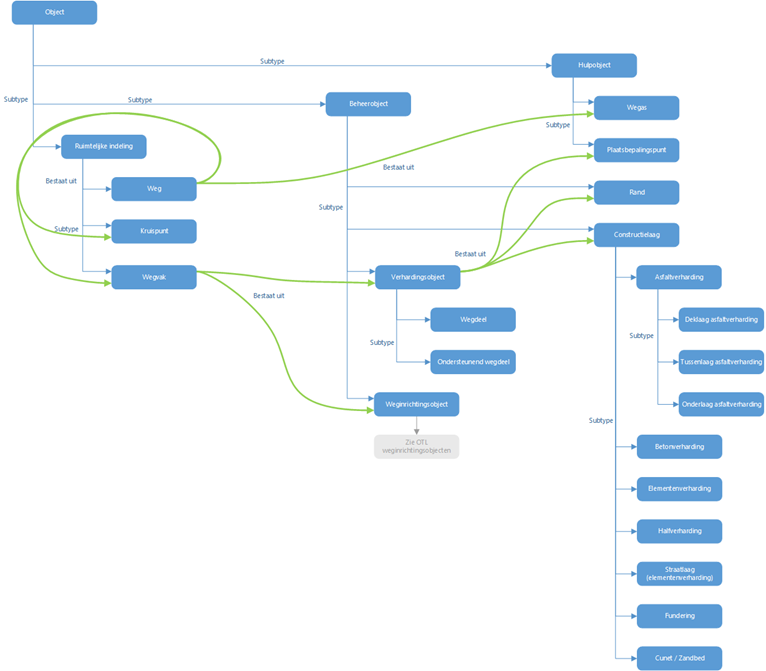 Object
Subtype
Hulpobject
Subtype
Subtype
Beheerobject
Wegas
Subtype
Ruimtelijke indeling
Plaatsbepalingspunt
Bestaat uit
Bestaat uit
Weg
Rand
Subtype
Subtype
Kruispunt
Constructielaag
Bestaat uit
Wegvak
Verhardingsobject
Asfaltverharding
Bestaat uit
Wegdeel
Deklaag asfaltverharding
Subtype
Subtype
Ondersteunend wegdeel
Tussenlaag asfaltverharding
Weginrichtingsobject
Onderlaag asfaltverharding
Subtype
Zie OTL
weginrichtingsobjecten
Betonverharding
Elementenverharding
Halfverharding
Straatlaag
(elementenverharding)
Fundering
Cunet / Zandbed